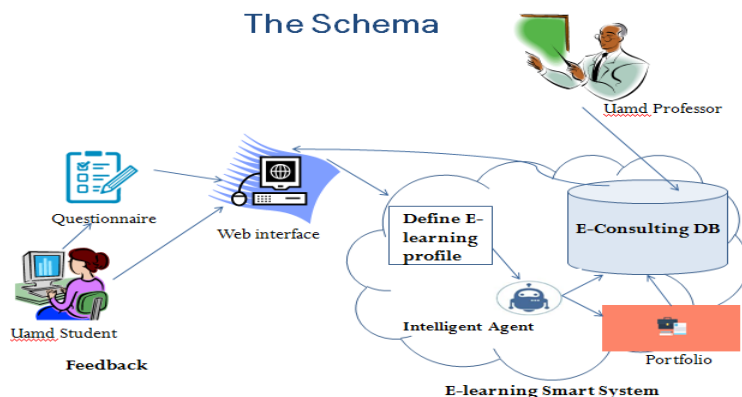 The Schema
Uamd Professor
Questionnaire
Web interface
Define E-
learning
profile
E-Consulting DB
Uamd Student
Intelligent Agent
Portfolio
Feedback
E-learning Smart System